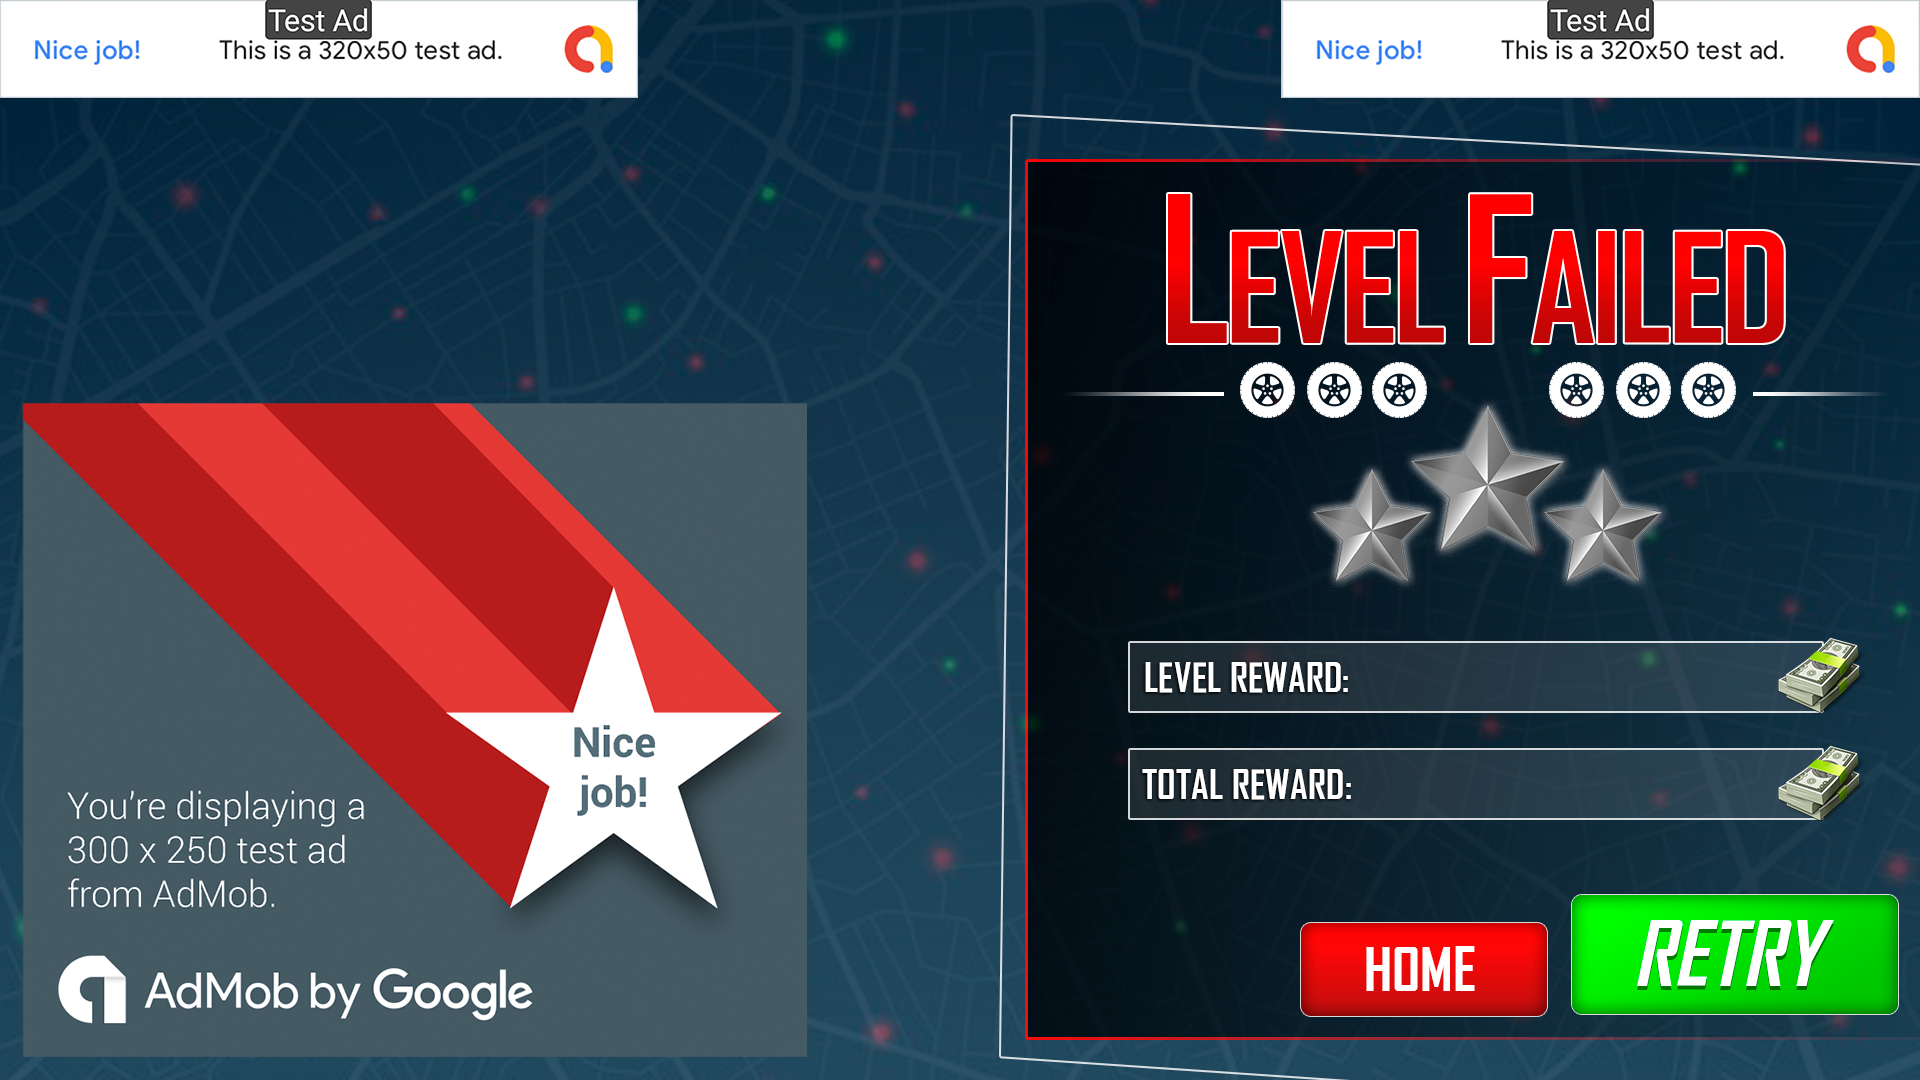 Test Ad
Nice job!
This is a 320x50 test ad.
Test Ad
Nice job!
This is a 320x50 test ad.
Nice
job!
You’re displaying a
300 x 250 test ad
from AdMob.
AdMob by Google
LEVEL FAILED
LEVEL REWARD:
TOTAL REWARD:
HOME
RETRY